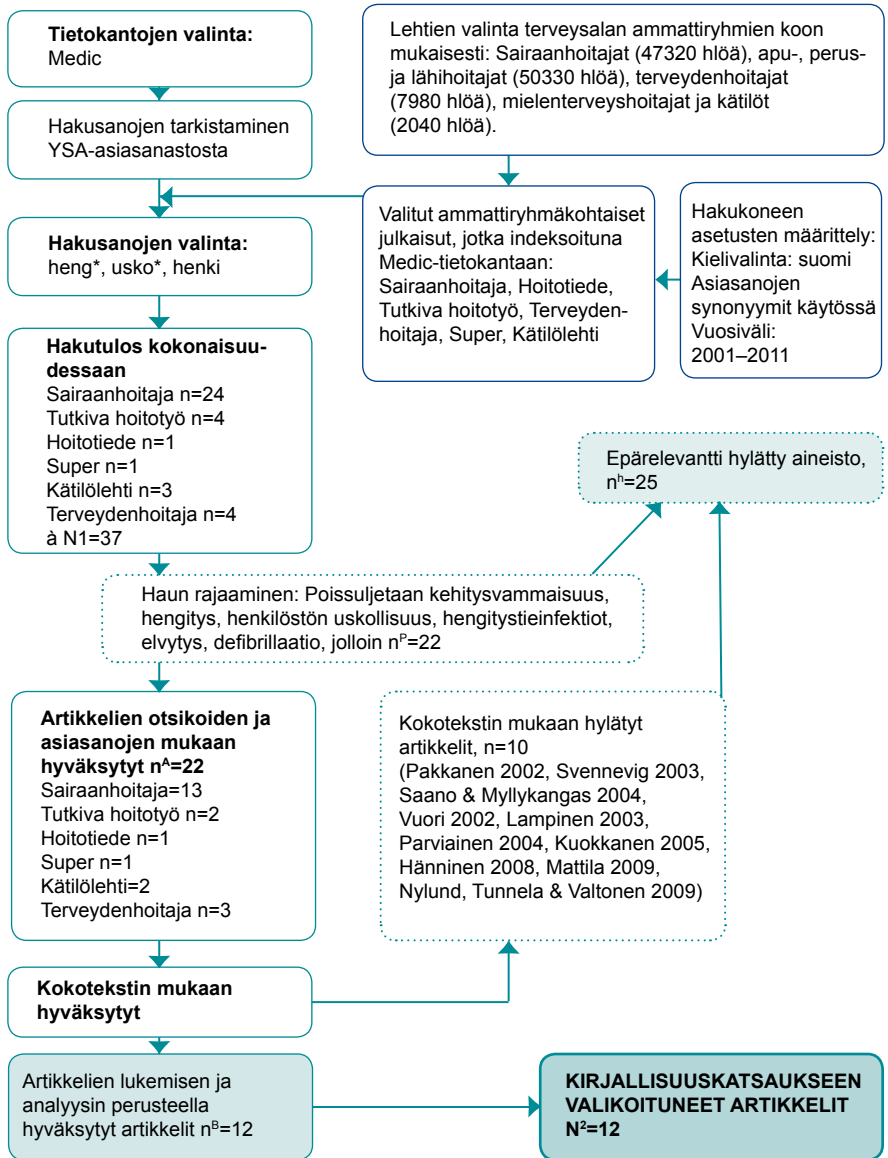 Tietokantojen valinta:
Medic
Lehtien valinta terveysalan ammattiryhmien koon
mukaisesti: Sairaanhoitajat (47320 hlöä), apu-, perus-
ja lähihoitajat (50330 hlöä), terveydenhoitajat
(7980 hlöä), mielenterveyshoitajat ja kätilöt
(2040 hlöä).
Hakusanojen tarkistaminen
YSA-asiasanastosta
Valitut ammattiryhmäkohtaiset
julkaisut, jotka indeksoituna
Medic-tietokantaan:
Sairaanhoitaja, Hoitotiede,
Tutkiva hoitotyö, Terveyden-
hoitaja, Super, Kätilölehti
Hakukoneen
asetusten määrittely:
Kielivalinta: suomi
Asiasanojen
synonyymit käytössä
Vuosiväli:
2001–2011
Hakusanojen valinta:
heng*, usko*, henki
Hakutulos kokonaisuu-
dessaan
Sairaanhoitaja n=24
Tutkiva hoitotyö n=4
Hoitotiede n=1
Super n=1
Kätilölehti n=3
Terveydenhoitaja n=4
à N1=37
Epärelevantti hylätty aineisto,
nʰ=25
Haun rajaaminen: Poissuljetaan kehitysvammaisuus,
hengitys, henkilöstön uskollisuus, hengitystieinfektiot,
elvytys, defibrillaatio, jolloin nᴾ=22
Artikkelien otsikoiden ja
asiasanojen mukaan
hyväksytyt nᴬ=22
Sairaanhoitaja=13
Tutkiva hoitotyö n=2
Hoitotiede n=1
Super n=1
Kätilölehti=2
Terveydenhoitaja n=3
Kokotekstin mukaan hylätyt
artikkelit, n=10
(Pakkanen 2002, Svennevig 2003,
Saano & Myllykangas 2004,
Vuori 2002, Lampinen 2003,
Parviainen 2004, Kuokkanen 2005,
Hänninen 2008, Mattila 2009,
Nylund, Tunnela & Valtonen 2009)
Kokotekstin mukaan
hyväksytyt
Artikkelien lukemisen ja
analyysin perusteella
hyväksytyt artikkelit nᴮ=12
KIRJALLISUUSKATSAUKSEEN
VALIKOITUNEET ARTIKKELIT
N²=12